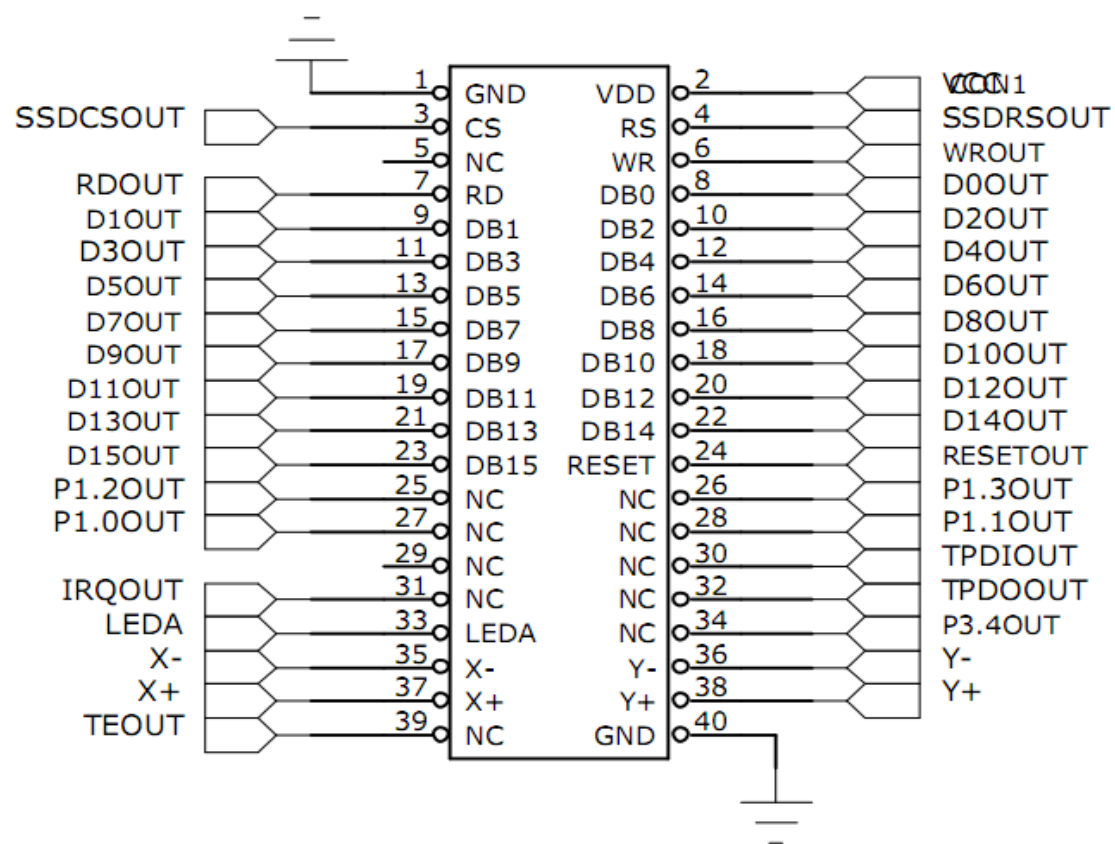 1 GND VDD 2 VCC CON1
SSDCSOUT 3 CS RS 4 SSDRSOUT
5 NC WR 6 WROUT
RDOUT 7 RD DB0 8 D0OUT
D1OUT 9 DB1 DB2 10 D2OUT
D3OUT 11 DB3 DB4 12 D4OUT
D5OUT 13 DB5 DB6 14 D6OUT
D7OUT 15 DB7 DB8 16 D8OUT
D9OUT 17 DB9 DB10 18 D10OUT
D11OUT 19 DB11 DB12 20 D12OUT
D13OUT 21 DB13 DB14 22 D14OUT
D15OUT 23 DB15 RESET 24 RESETOUT
P1.2OUT 25 NC NC 26 P1.3OUT
P1.0OUT 27 NC NC 28 P1.1OUT
29 NC NC 30 TPDIOUT
IRQOUT 31 NC NC 32 TPDOOUT
LEDA 33 LEDA NC 34 P3.4OUT
X- 35 X- Y- 36 Y-
X+ 37 X+ Y+ 38 Y+
TEOUT 39 NC GND 40